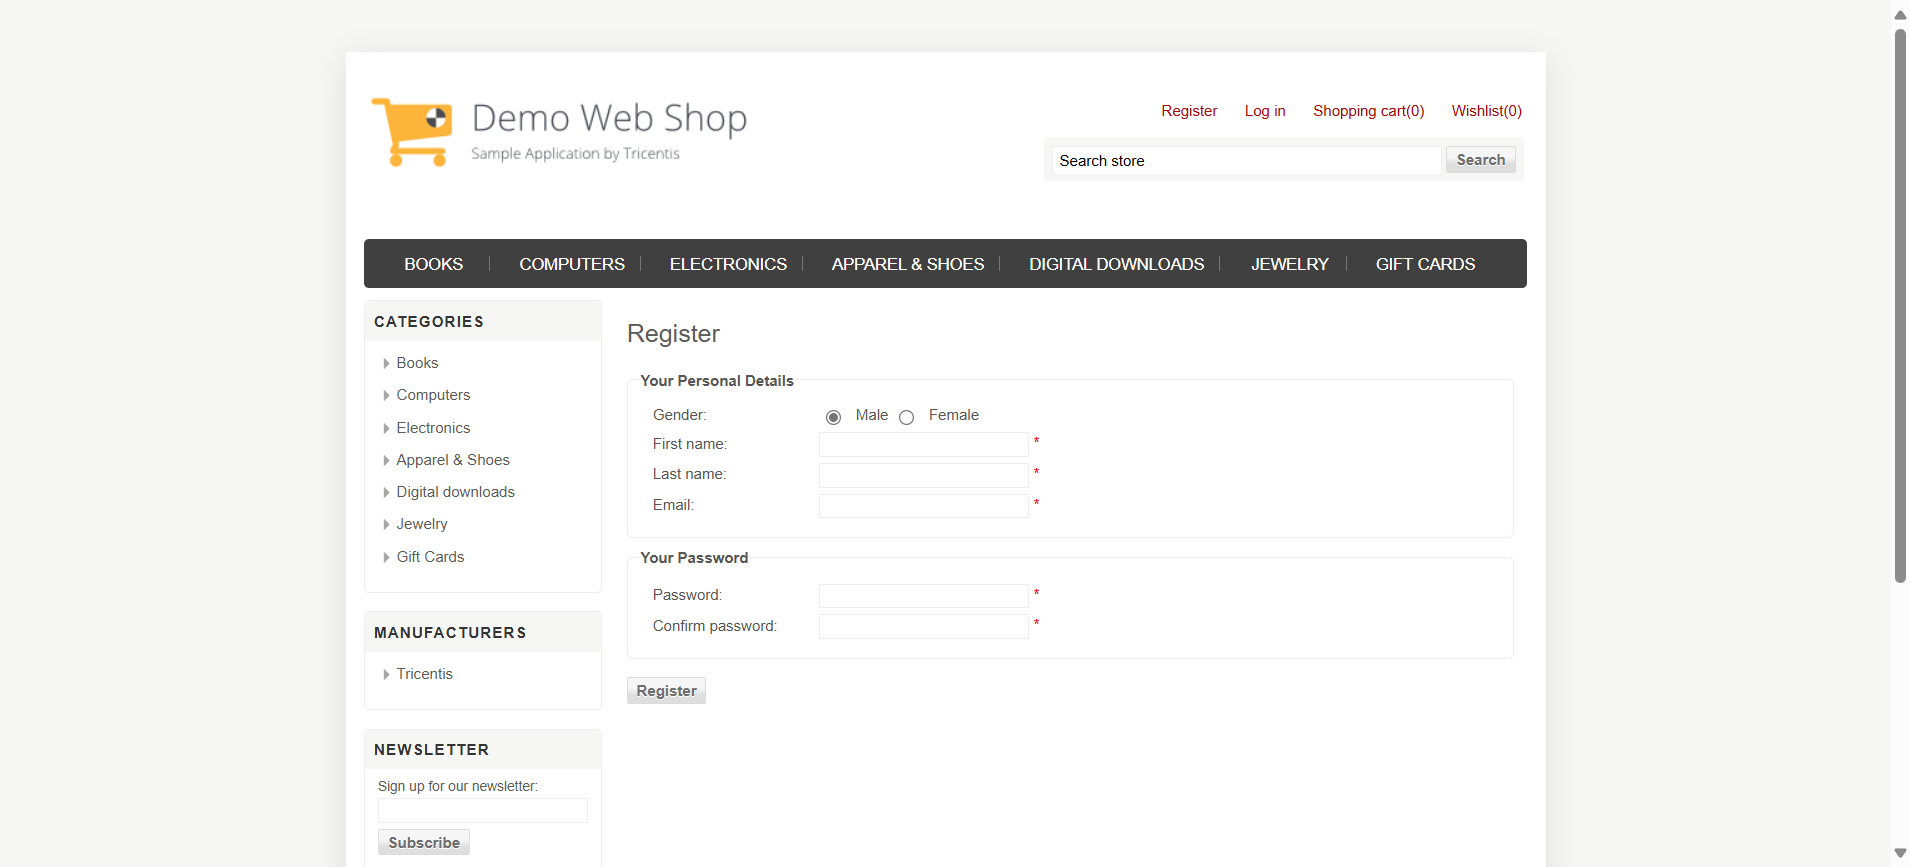 Demo Web Shop
Sample Application by Tricentis
Register Log in Shopping cart(0) Wishlist(0)
Search store Search
BOOKS COMPUTERS ELECTRONICS APPAREL & SHOES DIGITAL DOWNLOADS JEWELRY GIFT CARDS
CATEGORIES
Books
Computers
Electronics
Apparel & Shoes
Digital downloads
Jewelry
Gift Cards
MANUFACTURERS
Tricentis
NEWSLETTER
Sign up for our newsletter:
Subscribe
Register
Your Personal Details
Gender: Male Female
First name: *
Last name: *
Email: *
Your Password
Password: *
Confirm password: *
Register